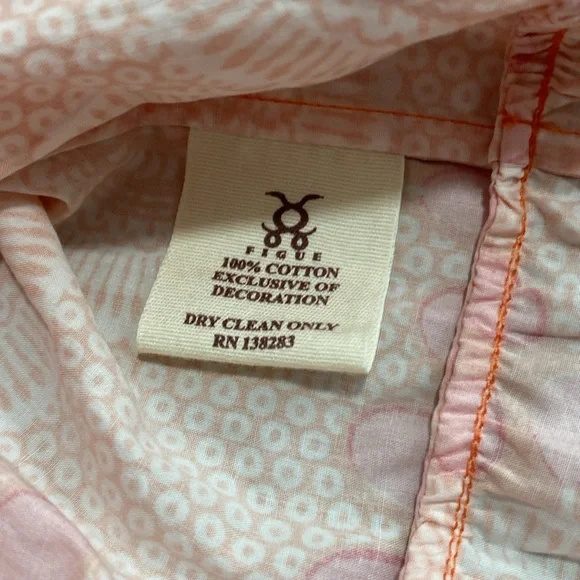 FIGUE
100% COTTON
EXCLUSIVE OF
DECORATION
DRY CLEAN ONLY
RN 138283